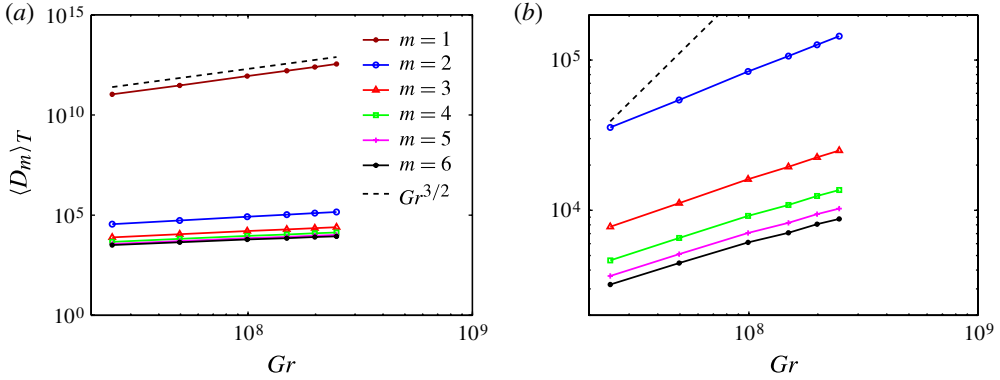 (a)
10^15
10^10
10^5
10^0
⟨D_m⟩_T
m = 1
m = 2
m = 3
m = 4
m = 5
m = 6
Gr^{3/2}
10^8
10^9
Gr
(b)
10^5
10^4
10^8
10^9
Gr